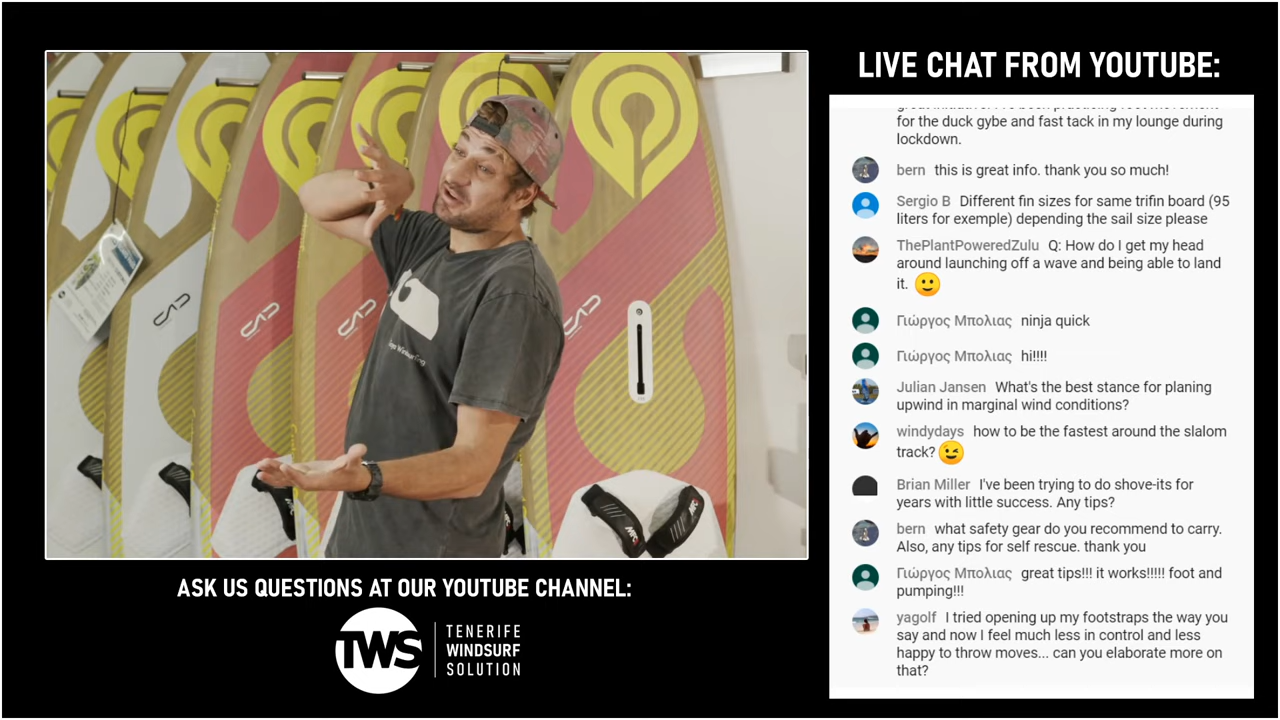 LIVE CHAT FROM YOUTUBE:
for the duck gybe and fast tack in my lounge during
lockdown.
bern this is great info. thank you so much!
Sergio B Different fin sizes for same trifin board (95
liters for exemple) depending the sail size please
ThePlantPoweredZulu Q: How do I get my head
around launching off a wave and being able to land
it. 🙂
Γιώργος Μπολιας ninja quick
Γιώργος Μπολιας hi!!!!
Julian Jansen What's the best stance for planing
upwind in marginal wind conditions?
windydays how to be the fastest around the slalom
track? 😉
Brian Miller I've been trying to do shove-its for
years with little success. Any tips?
bern what safety gear do you recommend to carry.
Also, any tips for self rescue. thank you
Γιώργος Μπολιας great tips!!! it works!!!!! foot and
pumping!!!
yagolf I tried opening up my footstraps the way you
say and now I feel much less in control and less
happy to throw moves... can you elaborate more on
that?
ASK US QUESTIONS AT OUR YOUTUBE CHANNEL:
TWS
TENERIFE
WINDSURF
SOLUTION